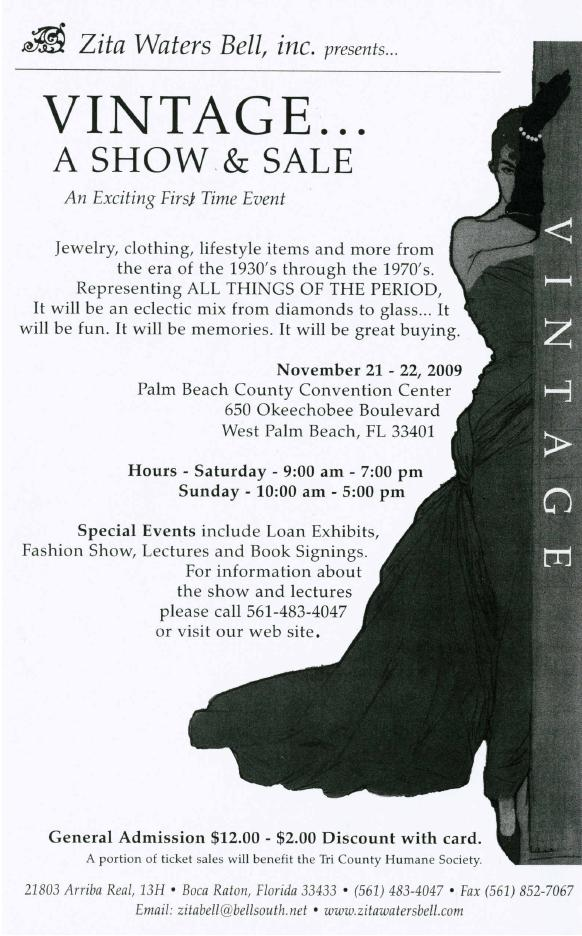 Zita Waters Bell, inc. presents...
VINTAGE...
A SHOW & SALE
An Exciting First Time Event
Jewelry, clothing, lifestyle items and more from
the era of the 1930's through the 1970's.
Representing ALL THINGS OF THE PERIOD,
It will be an eclectic mix from diamonds to glass... It
will be fun. It will be memories. It will be great buying.
November 21 - 22, 2009
Palm Beach County Convention Center
650 Okeechobee Boulevard
West Palm Beach, FL 33401
Hours - Saturday - 9:00 am - 7:00 pm
Sunday - 10:00 am - 5:00 pm
Special Events include Loan Exhibits,
Fashion Show, Lectures and Book Signings.
For information about
the show and lectures
please call 561-483-4047
or visit our web site.
VINTAGE
General Admission $12.00 - $2.00 Discount with card.
A portion of ticket sales will benefit the Tri County Humane Society.
21803 Arriba Real, 13H • Boca Raton, Florida 33433 • (561) 483-4047 • Fax (561) 852-7067
Email: zitabell@bellsouth.net • www.zitawatersbell.com